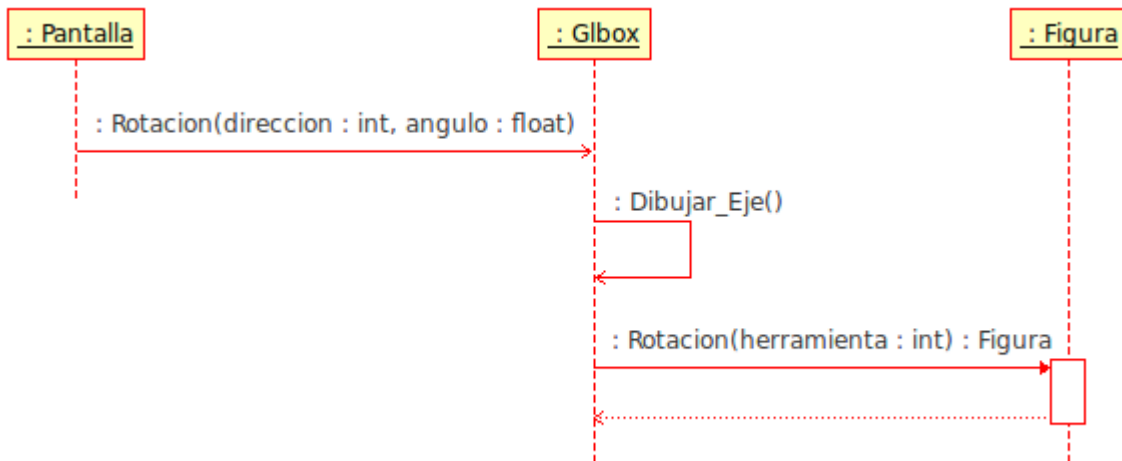 : Pantalla
: Glbox
: Figura
: Rotacion(direccion : int, angulo : float)
: Dibujar_Eje()
: Rotacion(herramienta : int) : Figura